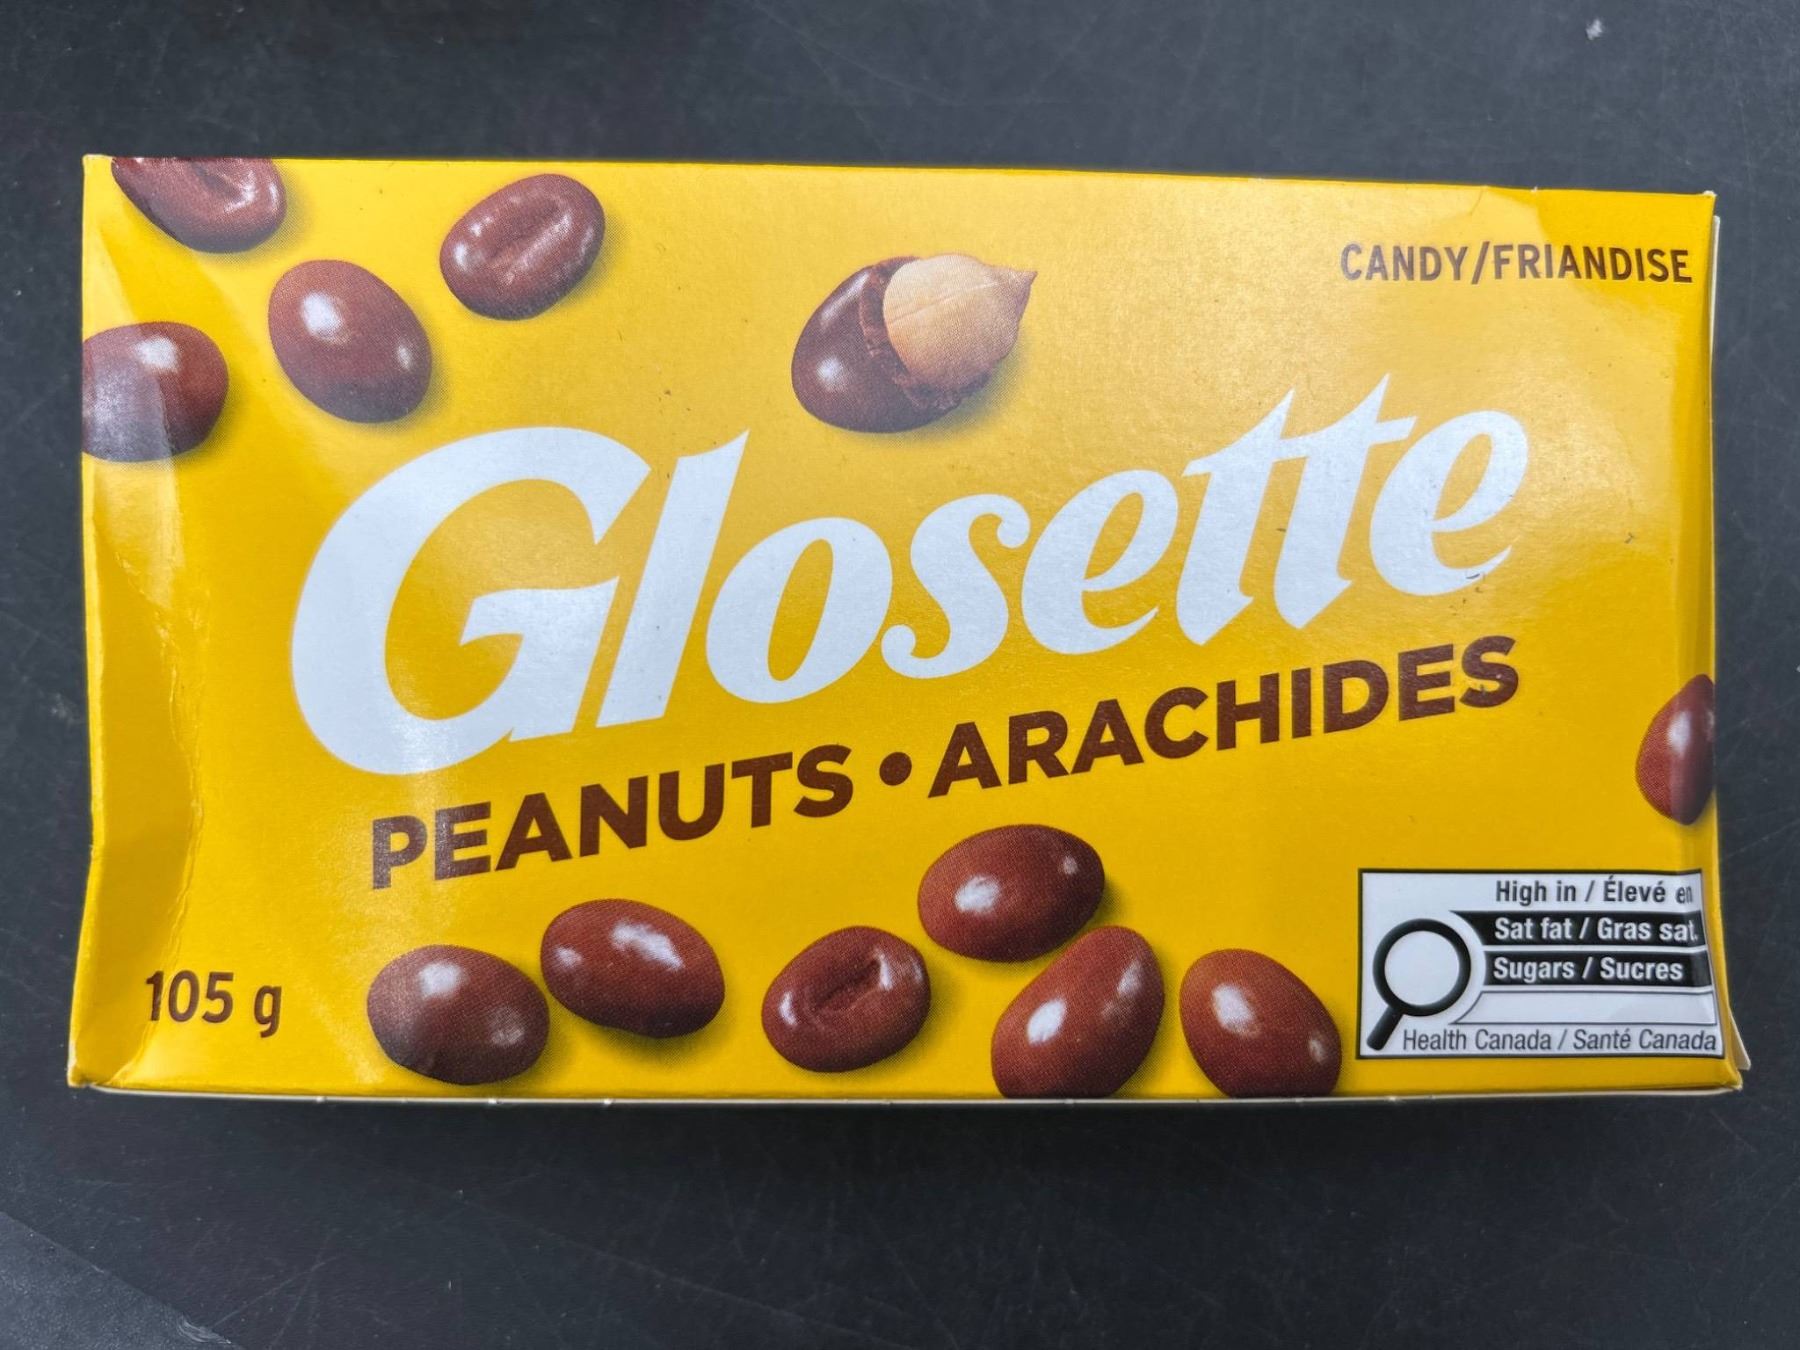 CANDY/FRIANDISE
Glosette
PEANUTS • ARACHIDES
105 g
High in / Élevé en
Sat fat / Gras sat.
Sugars / Sucres
Health Canada / Santé Canada